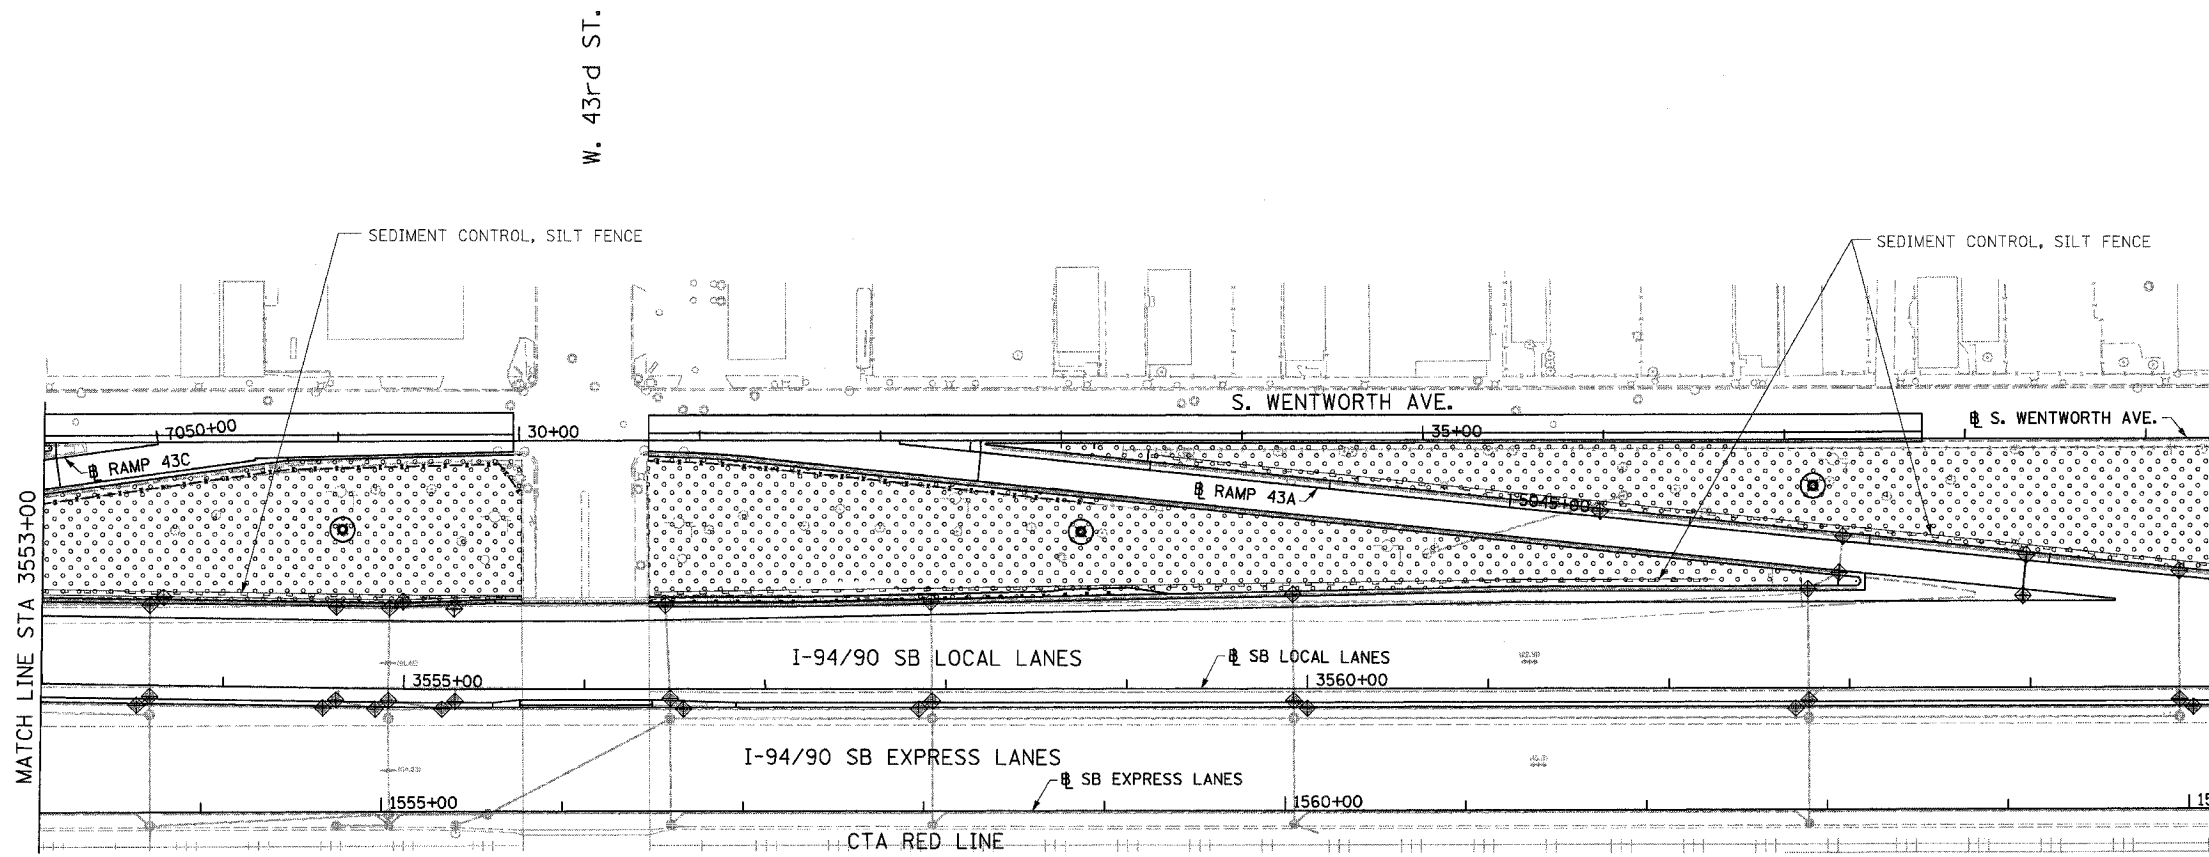 W. 43rd ST.
SEDIMENT CONTROL, SILT FENCE
SEDIMENT CONTROL, SILT FENCE
S. WENTWORTH AVE.
7050+00
30+00
35+00
℄ S. WENTWORTH AVE.
℄ RAMP 43C
℄ RAMP 43A
5045+00
MATCH LINE STA 3553+00
I-94/90 SB LOCAL LANES
℄ SB LOCAL LANES
3555+00
3560+00
I-94/90 SB EXPRESS LANES
℄ SB EXPRESS LANES
1555+00
1560+00
CTA RED LINE